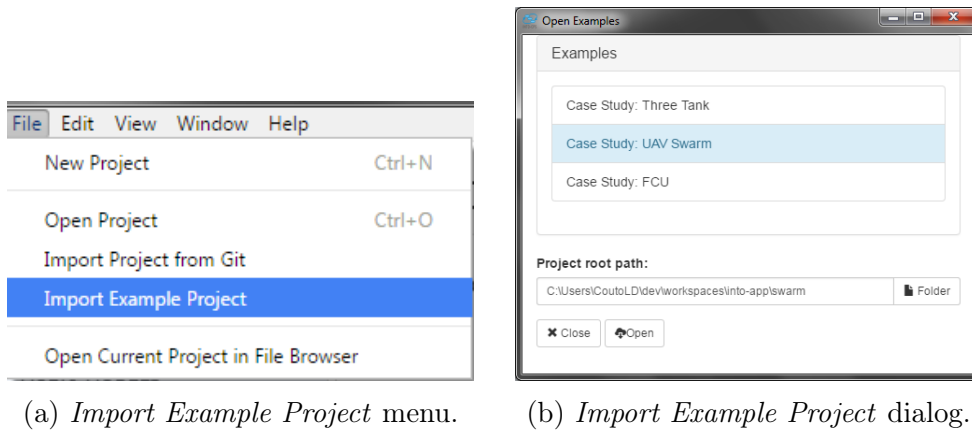 File Edit View Window Help
New Project Ctrl+N
Open Project Ctrl+O
Import Project from Git
Import Example Project
Open Current Project in File Browser
(a) Import Example Project menu.
Open Examples
Examples
Case Study: Three Tank
Case Study: UAV Swarm
Case Study: FCU
Project root path:
C:\Users\CoutoLD\dev\workspaces\into-app\swarm Folder
Close Open
(b) Import Example Project dialog.